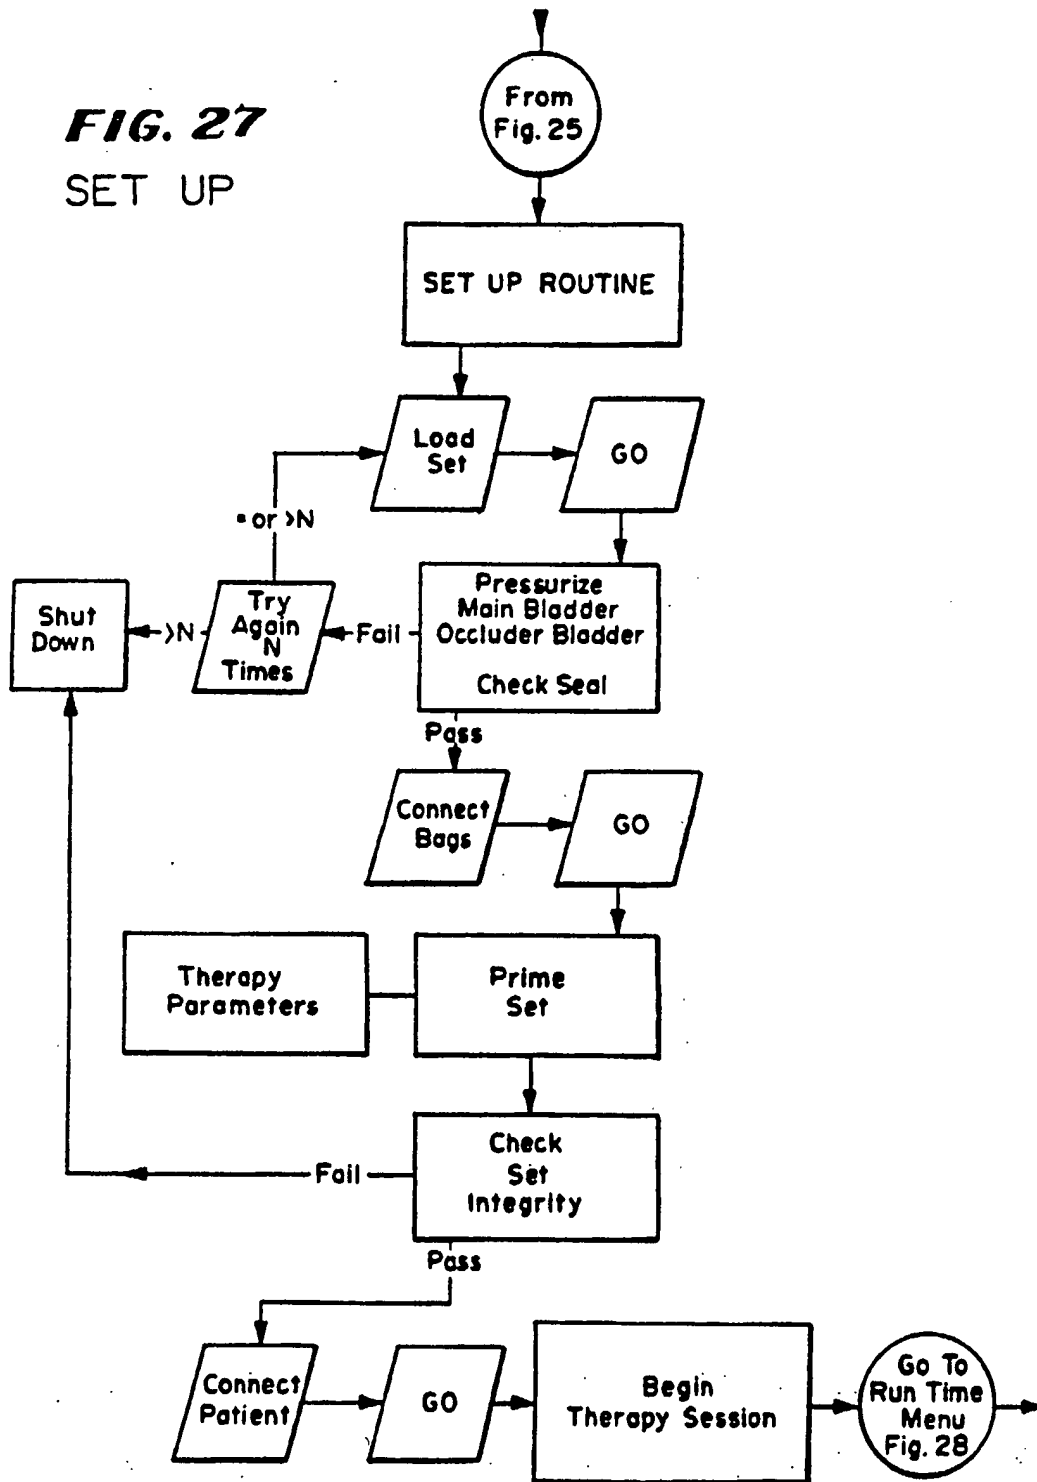 FIG. 27
SET UP
From
Fig. 25
SET UP ROUTINE
Load
Set
GO
= or >N
Pressurize
Main Bladder
Occluder Bladder
Check Seal
Fail
Try
Again
N
Times
>N
Shut
Down
Pass
Connect
Bags
GO
Therapy
Parameters
Prime
Set
Check
Set
Integrity
Fail
Pass
Connect
Patient
GO
Begin
Therapy Session
Go To
Run Time
Menu
Fig. 28